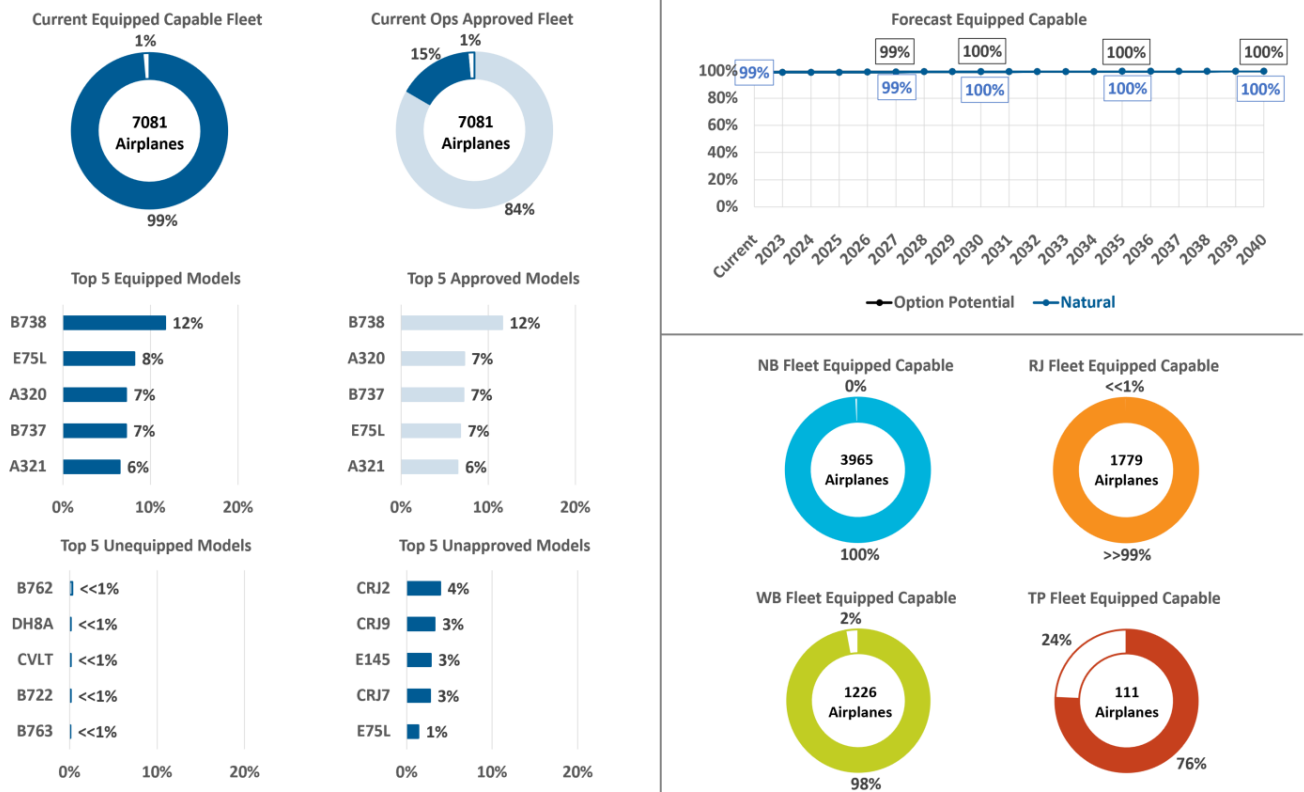 Current Equipped Capable Fleet
1%
7081
Airplanes
99%
Current Ops Approved Fleet
15%
1%
7081
Airplanes
84%
Top 5 Equipped Models
B738
12%
E75L
8%
A320
7%
B737
7%
A321
6%
0%
10%
20%
Top 5 Approved Models
B738
12%
A320
7%
B737
7%
E75L
7%
A321
6%
0%
10%
20%
Top 5 Unequipped Models
B762
<<1%
DH8A
<<1%
CVLT
<<1%
B722
<<1%
B763
<<1%
0%
10%
20%
Top 5 Unapproved Models
CRJ2
4%
CRJ9
3%
E145
3%
CRJ7
3%
E75L
1%
0%
10%
20%
Forecast Equipped Capable
99%
100%
100%
100%
100%
99%
99%
100%
100%
100%
80%
60%
40%
20%
0%
Current
2023
2024
2025
2026
2027
2028
2029
2030
2031
2032
2033
2034
2035
2036
2037
2038
2039
2040
Option Potential
Natural
NB Fleet Equipped Capable
0%
3965
Airplanes
100%
RJ Fleet Equipped Capable
<<1%
1779
Airplanes
>>99%
WB Fleet Equipped Capable
2%
1226
Airplanes
98%
TP Fleet Equipped Capable
24%
111
Airplanes
76%